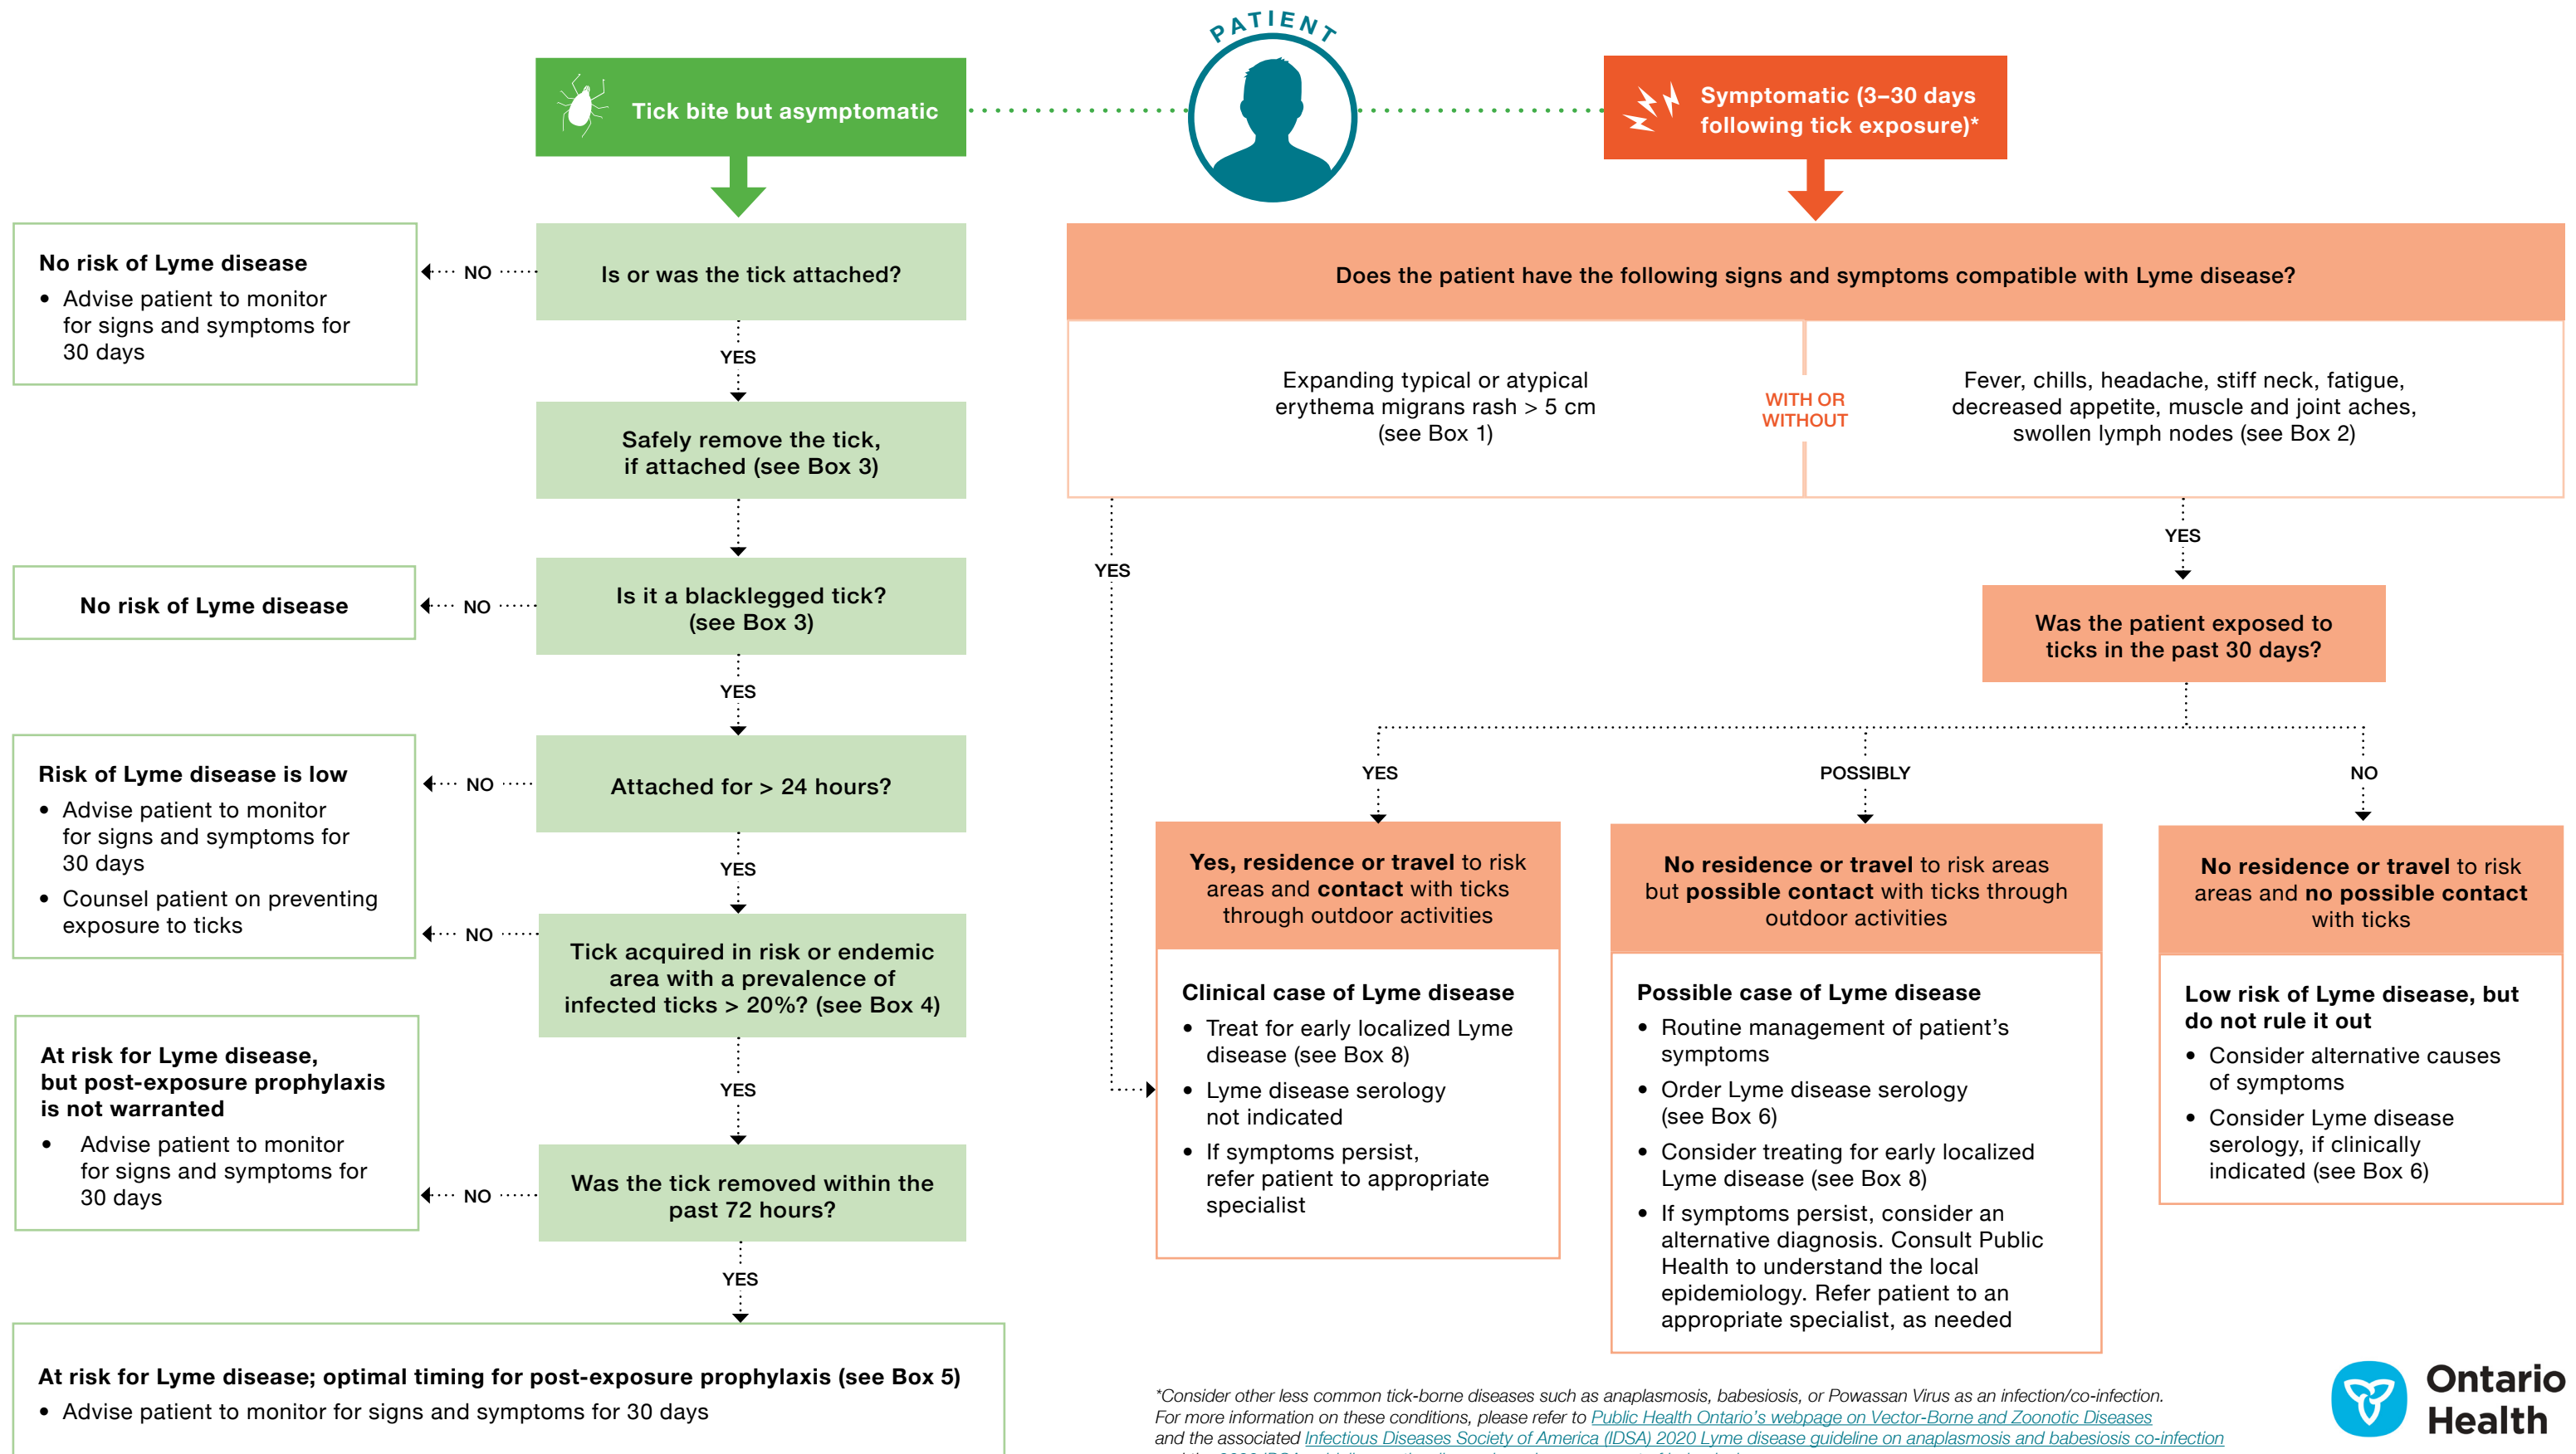 PATIENT
Tick bite but asymptomatic
Symptomatic (3–30 days
following tick exposure)*
Is or was the tick attached?
NO
No risk of Lyme disease
• Advise patient to monitor
for signs and symptoms for
30 days
YES
Safely remove the tick,
if attached (see Box 3)
Is it a blacklegged tick?
(see Box 3)
NO
No risk of Lyme disease
YES
Attached for > 24 hours?
NO
Risk of Lyme disease is low
• Advise patient to monitor
for signs and symptoms for
30 days
• Counsel patient on preventing
exposure to ticks
YES
NO
Tick acquired in risk or endemic
area with a prevalence of
infected ticks > 20%? (see Box 4)
YES
Was the tick removed within the
past 72 hours?
NO
At risk for Lyme disease,
but post-exposure prophylaxis
is not warranted
• Advise patient to monitor
for signs and symptoms for
30 days
YES
At risk for Lyme disease; optimal timing for post-exposure prophylaxis (see Box 5)
• Advise patient to monitor for signs and symptoms for 30 days
Does the patient have the following signs and symptoms compatible with Lyme disease?
Expanding typical or atypical
erythema migrans rash > 5 cm
(see Box 1)
WITH OR
WITHOUT
Fever, chills, headache, stiff neck, fatigue,
decreased appetite, muscle and joint aches,
swollen lymph nodes (see Box 2)
YES
YES
Was the patient exposed to
ticks in the past 30 days?
YES
POSSIBLY
NO
Yes, residence or travel to risk
areas and contact with ticks
through outdoor activities
Clinical case of Lyme disease
• Treat for early localized Lyme
disease (see Box 8)
• Lyme disease serology
not indicated
• If symptoms persist,
refer patient to appropriate
specialist
No residence or travel to risk areas
but possible contact with ticks through
outdoor activities
Possible case of Lyme disease
• Routine management of patient’s
symptoms
• Order Lyme disease serology
(see Box 6)
• Consider treating for early localized
Lyme disease (see Box 8)
• If symptoms persist, consider an
alternative diagnosis. Consult Public
Health to understand the local
epidemiology. Refer patient to an
appropriate specialist, as needed
No residence or travel to risk
areas and no possible contact
with ticks
Low risk of Lyme disease, but
do not rule it out
• Consider alternative causes
of symptoms
• Consider Lyme disease
serology, if clinically
indicated (see Box 6)
*Consider other less common tick-borne diseases such as anaplasmosis, babesiosis, or Powassan Virus as an infection/co-infection.
For more information on these conditions, please refer to Public Health Ontario’s webpage on Vector-Borne and Zoonotic Diseases
and the associated Infectious Diseases Society of America (IDSA) 2020 Lyme disease guideline on anaplasmosis and babesiosis co-infection
Ontario
Health